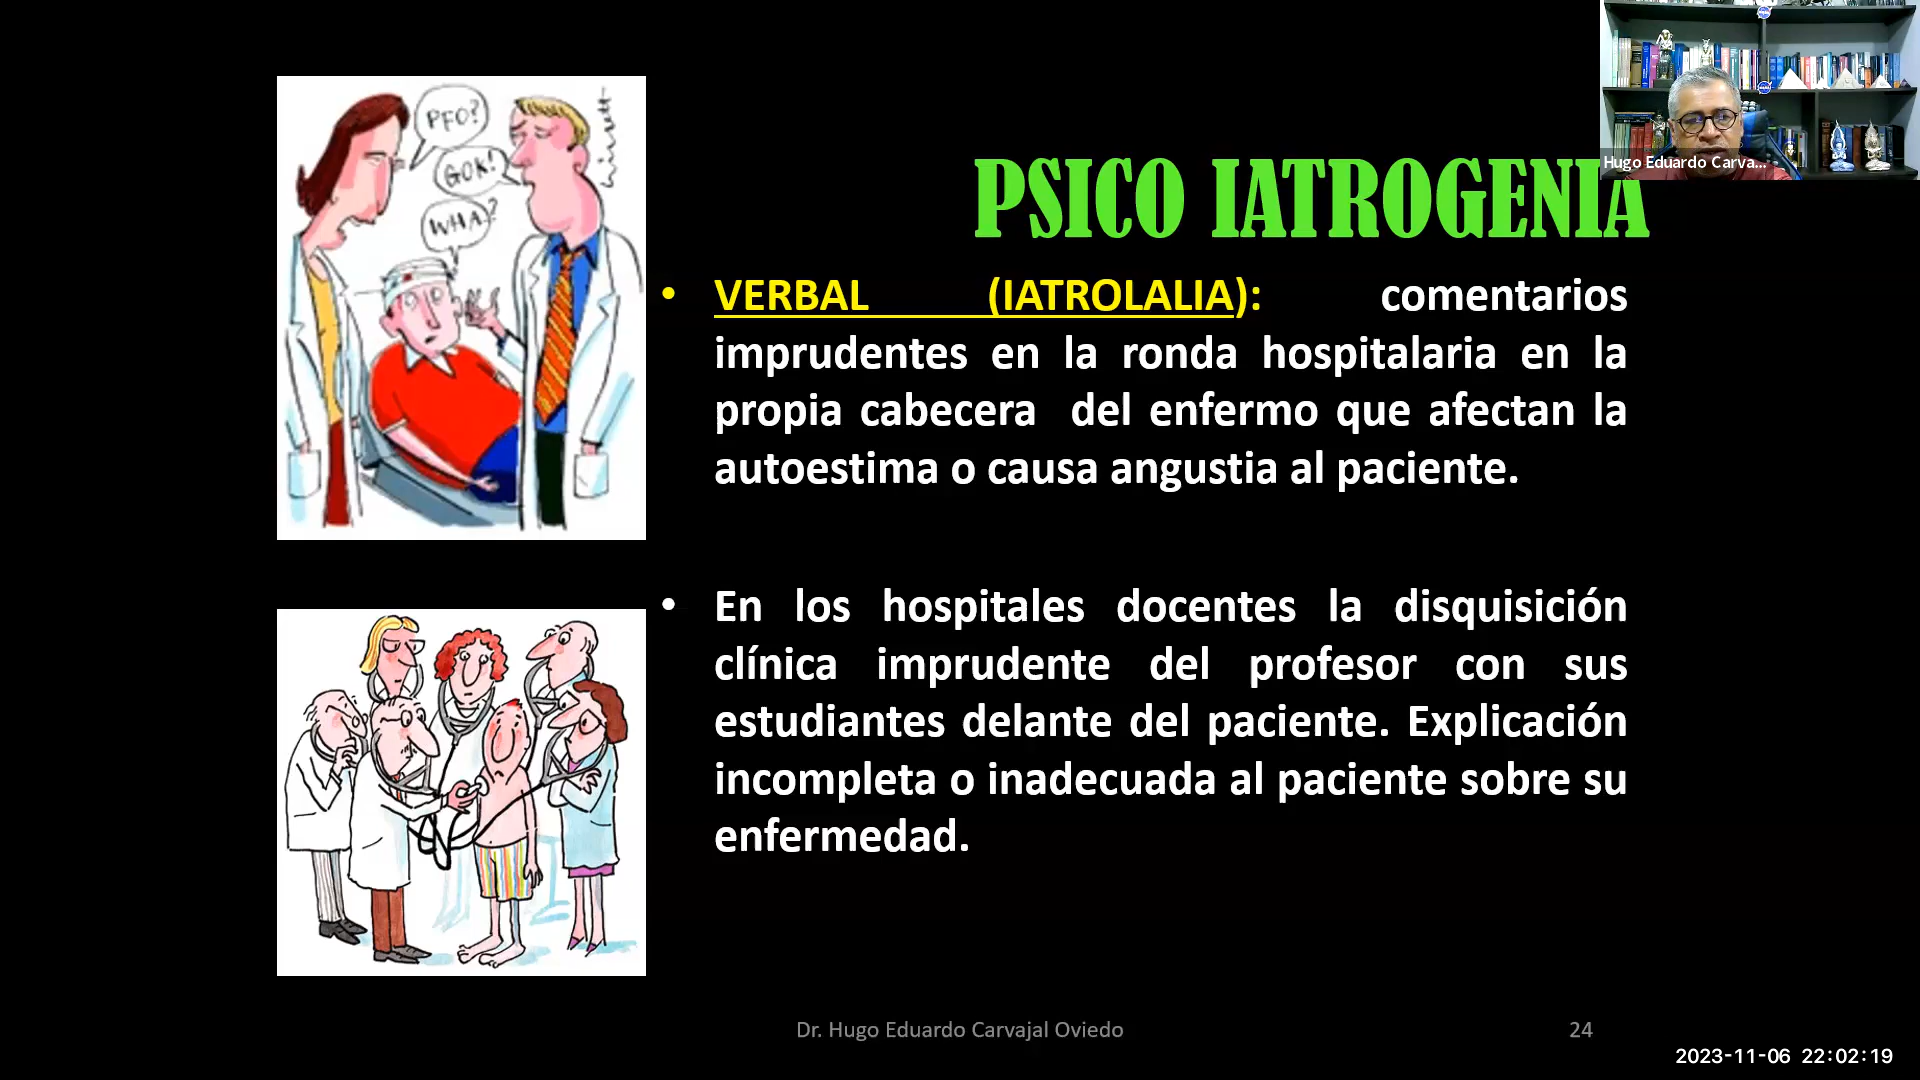 PFO?
GOK!
WHA?
Hugo Eduardo Carva...
PSICO IATROGENIA
• VERBAL (IATROLALIA): comentarios
imprudentes en la ronda hospitalaria en la
propia cabecera del enfermo que afectan la
autoestima o causa angustia al paciente.
• En los hospitales docentes la disquisición
clínica imprudente del profesor con sus
estudiantes delante del paciente. Explicación
incompleta o inadecuada al paciente sobre su
enfermedad.
Dr. Hugo Eduardo Carvajal Oviedo
24
2023-11-06 22:02:19